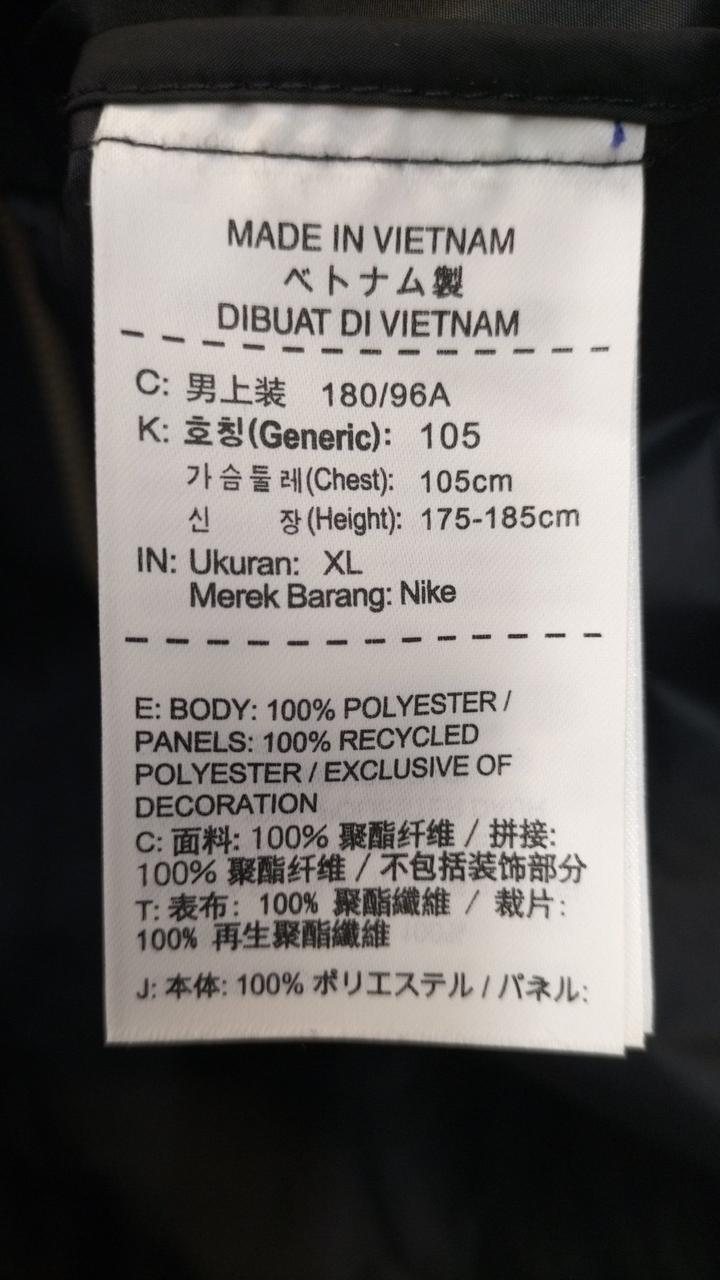 MADE IN VIETNAM
ベトナム製
DIBUAT DI VIETNAM
C: 男上装 180/96A
K: 호칭(Generic): 105
가슴둘레(Chest): 105cm
신 장(Height): 175-185cm
IN: Ukuran: XL
Merek Barang: Nike
E: BODY: 100% POLYESTER /
PANELS: 100% RECYCLED
POLYESTER / EXCLUSIVE OF
DECORATION
C: 面料: 100% 聚酯纤维 / 拼接:
100% 聚酯纤维 / 不包括装饰部分
T: 表布: 100% 聚酯纖維 / 裁片:
100% 再生聚酯纖維
J: 本体: 100% ポリエステル / パネル: